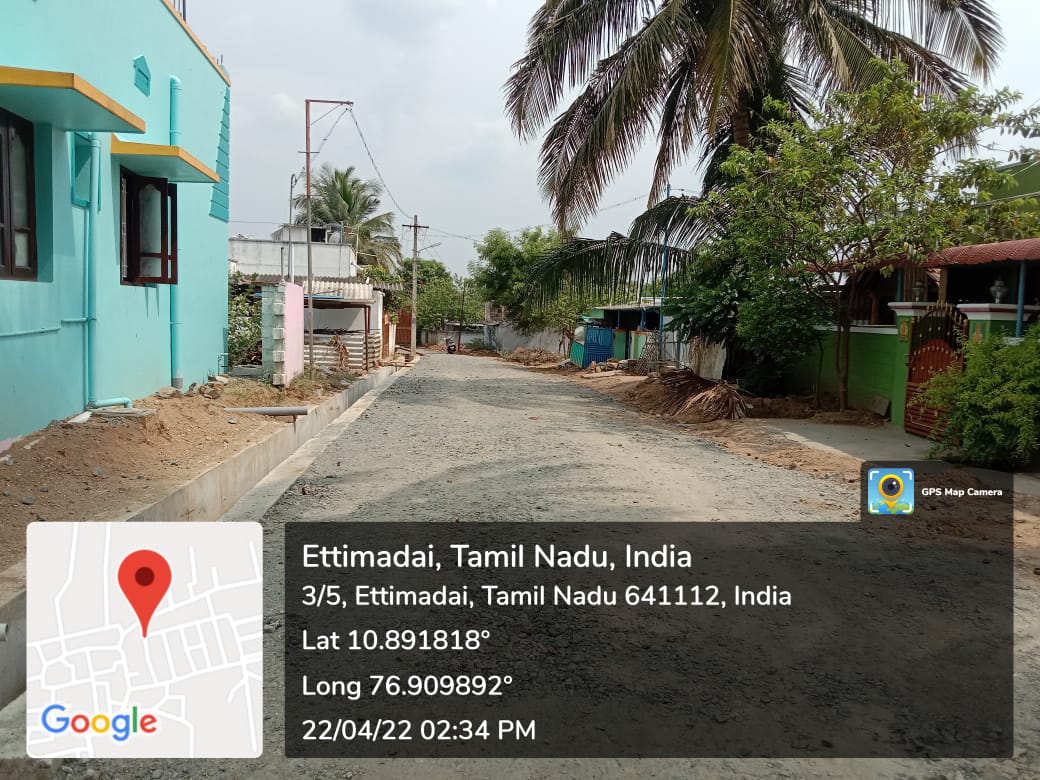 GPS Map Camera
Ettimadai, Tamil Nadu, India
3/5, Ettimadai, Tamil Nadu 641112, India
Lat 10.891818°
Long 76.909892°
22/04/22 02:34 PM
Google